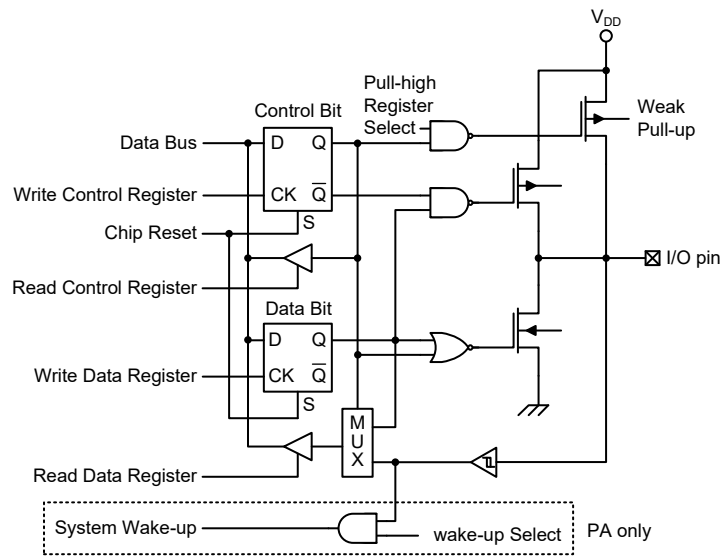 V_DD
Pull-high
Register
Select
Weak
Pull-up
Control Bit
Data Bus
D
Q
Write Control Register
CK
Q̅
S
Chip Reset
I/O pin
Read Control Register
Data Bit
D
Q
Write Data Register
CK
Q̅
S
M
U
X
Read Data Register
System Wake-up
wake-up Select
PA only